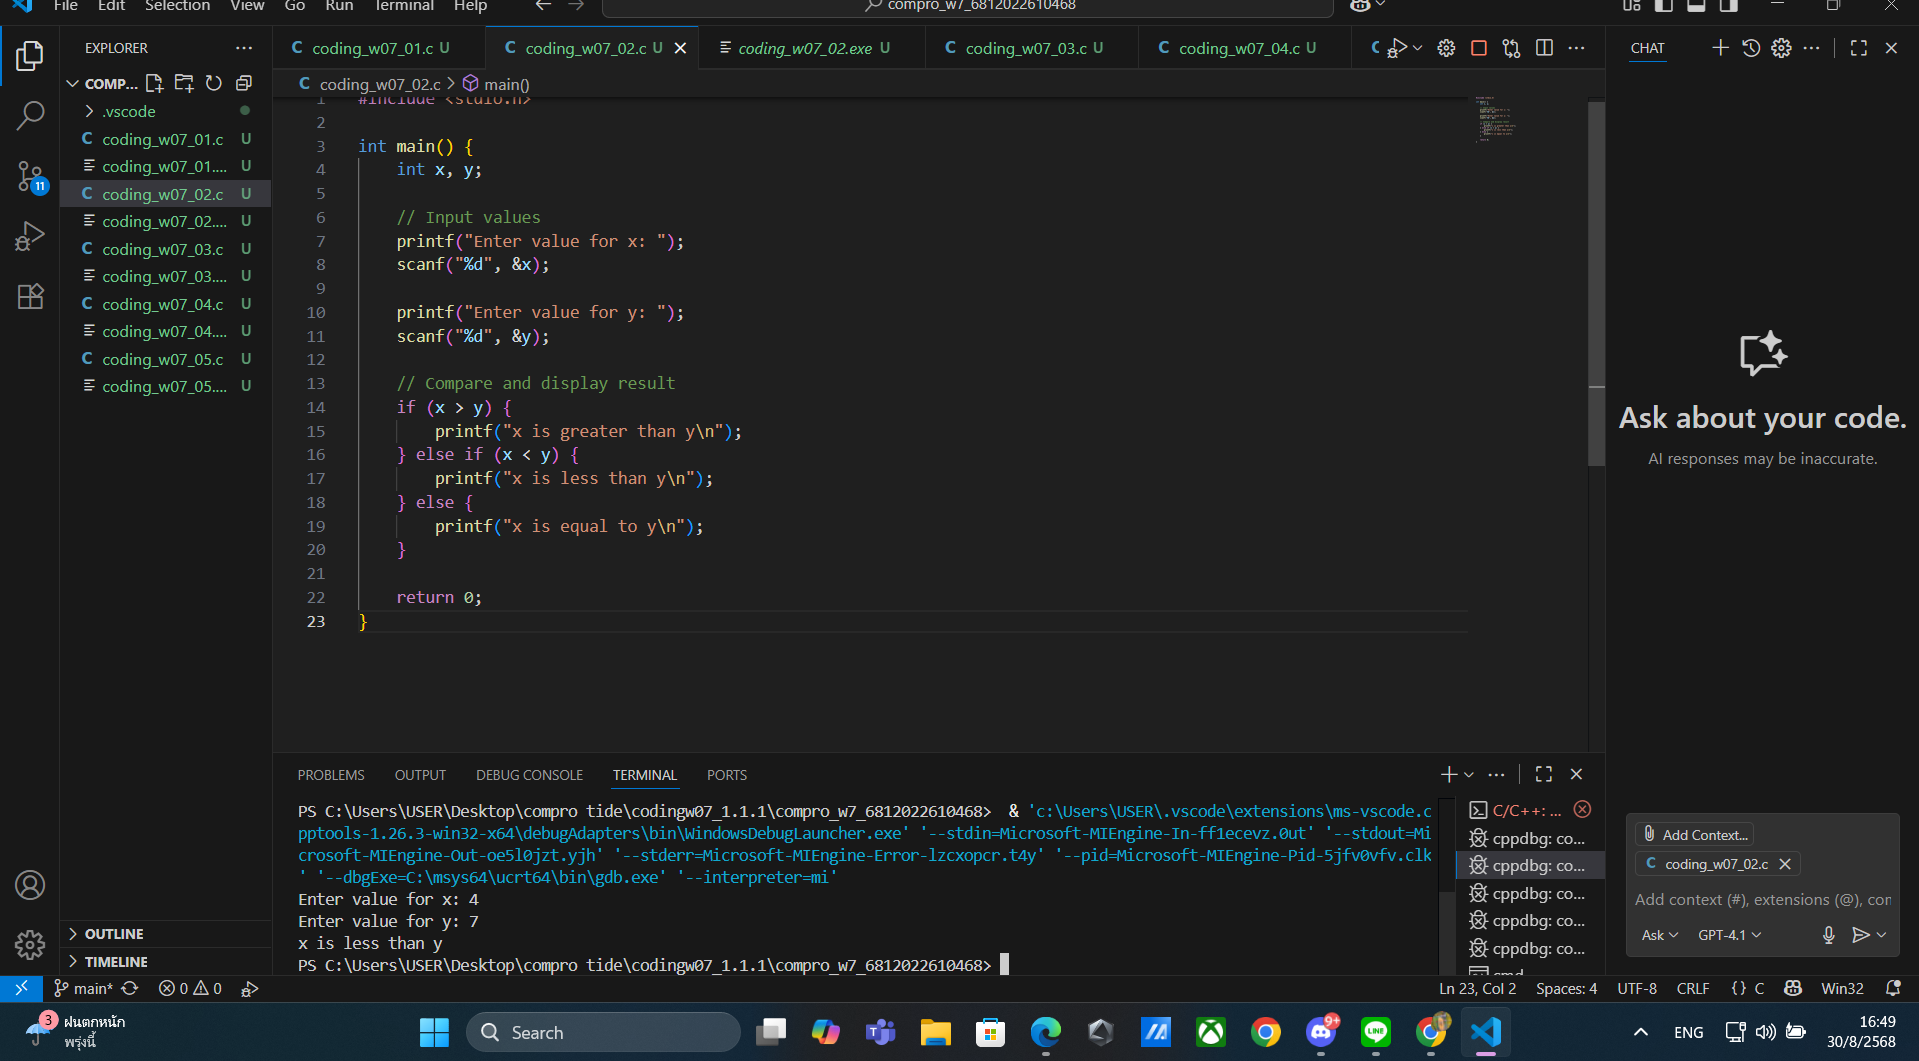 File Edit Selection View Go Run Terminal Help
compro_w7_6812022610468
EXPLORER
COMP...
.vscode
coding_w07_01.c U
coding_w07_01.... U
coding_w07_02.c U
coding_w07_02.... U
coding_w07_03.c U
coding_w07_03.... U
coding_w07_04.c U
coding_w07_04.... U
coding_w07_05.c U
coding_w07_05.... U
11
OUTLINE
TIMELINE
C coding_w07_01.c U
C coding_w07_02.c U
coding_w07_02.exe U
C coding_w07_03.c U
C coding_w07_04.c U
C
C coding_w07_02.c > main()
1 #include <stdio.h>
2
3 int main() {
4 int x, y;
5
6 // Input values
7 printf("Enter value for x: ");
8 scanf("%d", &x);
9
10 printf("Enter value for y: ");
11 scanf("%d", &y);
12
13 // Compare and display result
14 if (x > y) {
15 printf("x is greater than y\n");
16 } else if (x < y) {
17 printf("x is less than y\n");
18 } else {
19 printf("x is equal to y\n");
20 }
21
22 return 0;
23 }
PROBLEMS OUTPUT DEBUG CONSOLE TERMINAL PORTS
PS C:\Users\USER\Desktop\compro tide\codingw07_1.1.1\compro_w7_6812022610468> & 'c:\Users\USER\.vscode\extensions\ms-vscode.c
pptools-1.26.3-win32-x64\debugAdapters\bin\WindowsDebugLauncher.exe' '--stdin=Microsoft-MIEngine-In-ff1ecevz.0ut' '--stdout=Mi
crosoft-MIEngine-Out-oe5l0jzt.yjh' '--stderr=Microsoft-MIEngine-Error-lzcxopcr.t4y' '--pid=Microsoft-MIEngine-Pid-5jfv0vfv.clk
' '--dbgExe=C:\msys64\ucrt64\bin\gdb.exe' '--interpreter=mi'
Enter value for x: 4
Enter value for y: 7
x is less than y
PS C:\Users\USER\Desktop\compro tide\codingw07_1.1.1\compro_w7_6812022610468>
C/C++: ...
cppdbg: co...
cppdbg: co...
cppdbg: co...
cppdbg: co...
cppdbg: co...
cmd
CHAT
Ask about your code.
AI responses may be inaccurate.
Add Context...
C coding_w07_02.c
Add context (#), extensions (@), con
Ask GPT-4.1
main* 0 0
Ln 23, Col 2 Spaces: 4 UTF-8 CRLF {} C Win32
3
ฝนตกหนัก
พรุ่งนี้
Search
9+
LINE
ENG
16:49
30/8/2568